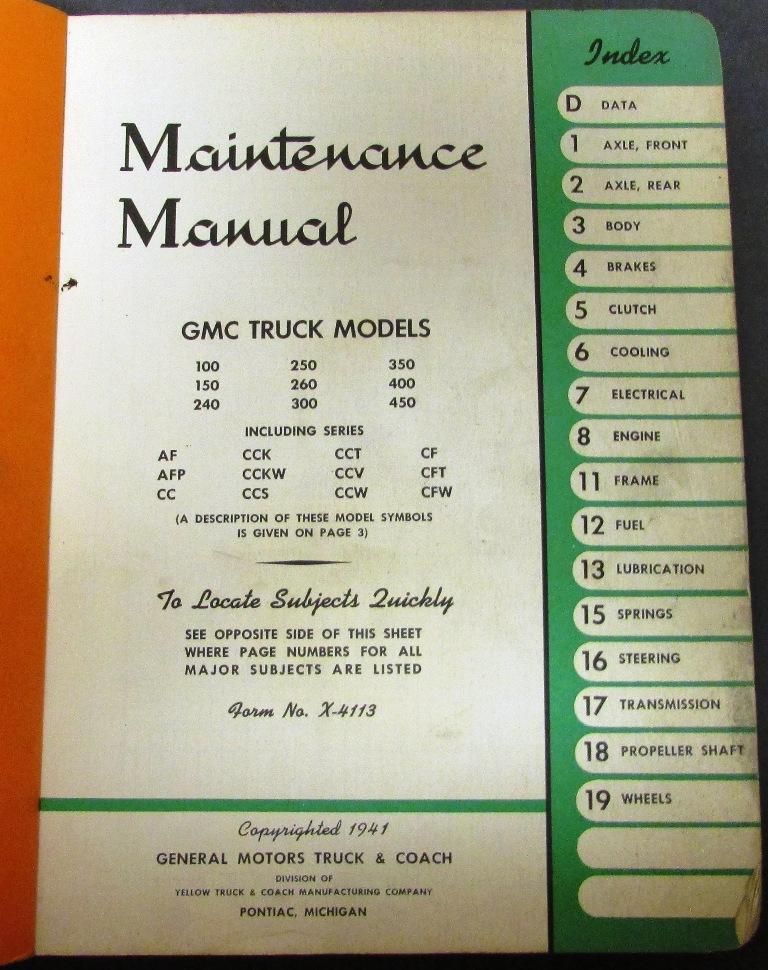 Maintenance
Manual
GMC TRUCK MODELS
100 250 350
150 260 400
240 300 450
INCLUDING SERIES
AF CCK CCT CF
AFP CCKW CCV CFT
CC CCS CCW CFW
(A DESCRIPTION OF THESE MODEL SYMBOLS
IS GIVEN ON PAGE 3)
To Locate Subjects Quickly
SEE OPPOSITE SIDE OF THIS SHEET
WHERE PAGE NUMBERS FOR ALL
MAJOR SUBJECTS ARE LISTED
Form No. X-4113
Copyrighted 1941
GENERAL MOTORS TRUCK & COACH
DIVISION OF
YELLOW TRUCK & COACH MANUFACTURING COMPANY
PONTIAC, MICHIGAN
Index
D DATA
1 AXLE, FRONT
2 AXLE, REAR
3 BODY
4 BRAKES
5 CLUTCH
6 COOLING
7 ELECTRICAL
8 ENGINE
11 FRAME
12 FUEL
13 LUBRICATION
15 SPRINGS
16 STEERING
17 TRANSMISSION
18 PROPELLER SHAFT
19 WHEELS